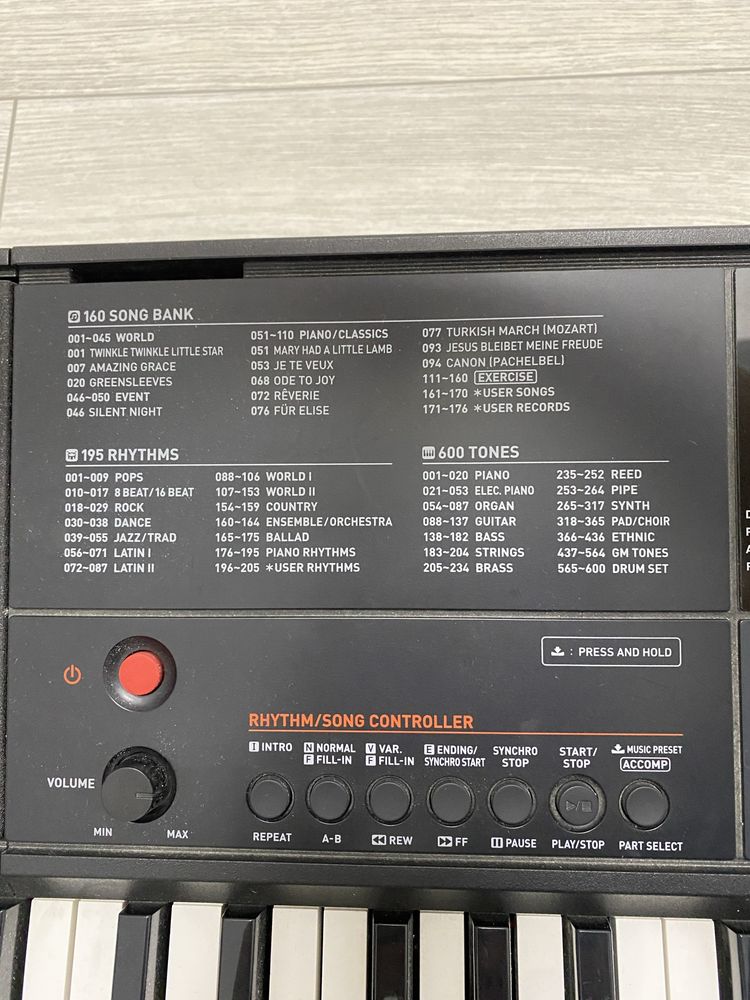 160 SONG BANK
001~045 WORLD
001 TWINKLE TWINKLE LITTLE STAR
007 AMAZING GRACE
020 GREENSLEEVES
046~050 EVENT
046 SILENT NIGHT
051~110 PIANO/CLASSICS
051 MARY HAD A LITTLE LAMB
053 JE TE VEUX
068 ODE TO JOY
072 RÊVERIE
076 FÜR ELISE
077 TURKISH MARCH (MOZART)
093 JESUS BLEIBET MEINE FREUDE
094 CANON (PACHELBEL)
111~160 EXERCISE
161~170 *USER SONGS
171~176 *USER RECORDS
195 RHYTHMS
001~009 POPS
010~017 8 BEAT/16 BEAT
018~029 ROCK
030~038 DANCE
039~055 JAZZ/TRAD
056~071 LATIN I
072~087 LATIN II
088~106 WORLD I
107~153 WORLD II
154~159 COUNTRY
160~164 ENSEMBLE/ORCHESTRA
165~175 BALLAD
176~195 PIANO RHYTHMS
196~205 *USER RHYTHMS
600 TONES
001~020 PIANO
021~053 ELEC. PIANO
054~087 ORGAN
088~137 GUITAR
138~182 BASS
183~204 STRINGS
205~234 BRASS
235~252 REED
253~264 PIPE
265~317 SYNTH
318~365 PAD/CHOIR
366~436 ETHNIC
437~564 GM TONES
565~600 DRUM SET
: PRESS AND HOLD
RHYTHM/SONG CONTROLLER
I INTRO
N NORMAL
F FILL-IN
V VAR.
F FILL-IN
E ENDING/
SYNCHRO START
SYNCHRO
STOP
START/
STOP
MUSIC PRESET
ACCOMP
VOLUME
MIN
MAX
REPEAT
A-B
REW
FF
PAUSE
PLAY/STOP
PART SELECT